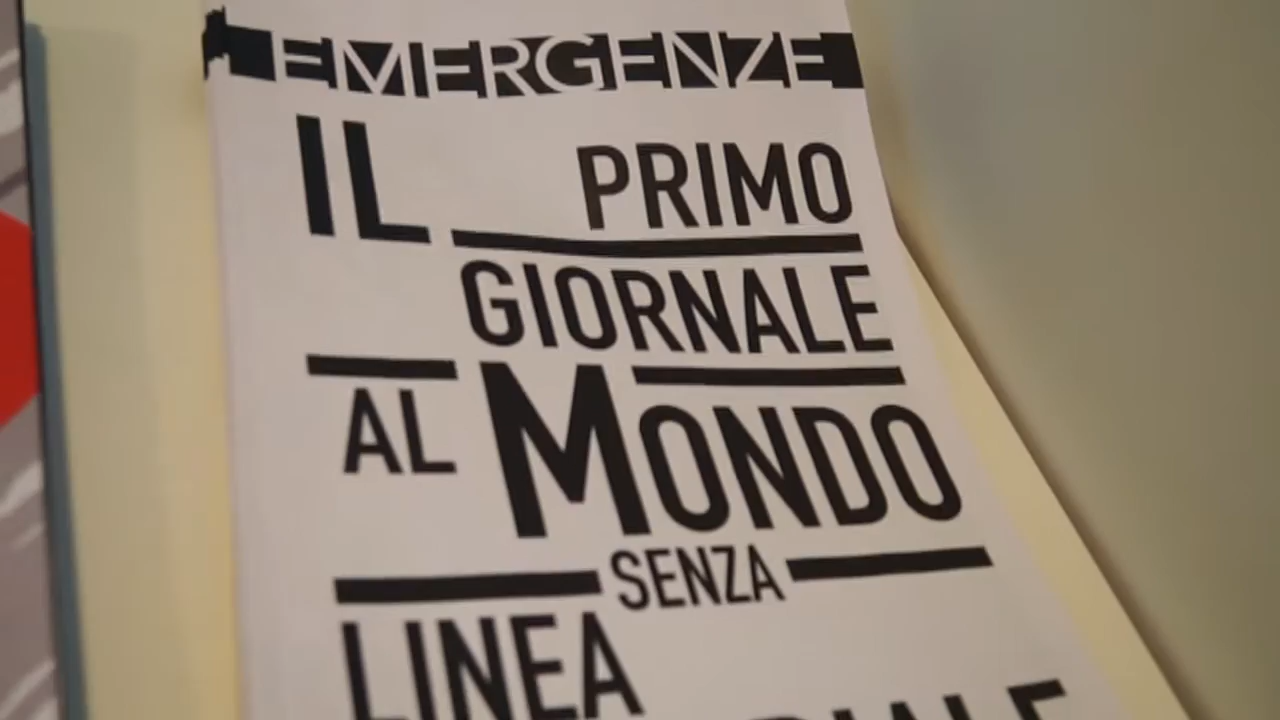 EMERGENZE
IL PRIMO
GIORNALE
AL MONDO
SENZA
LINEA